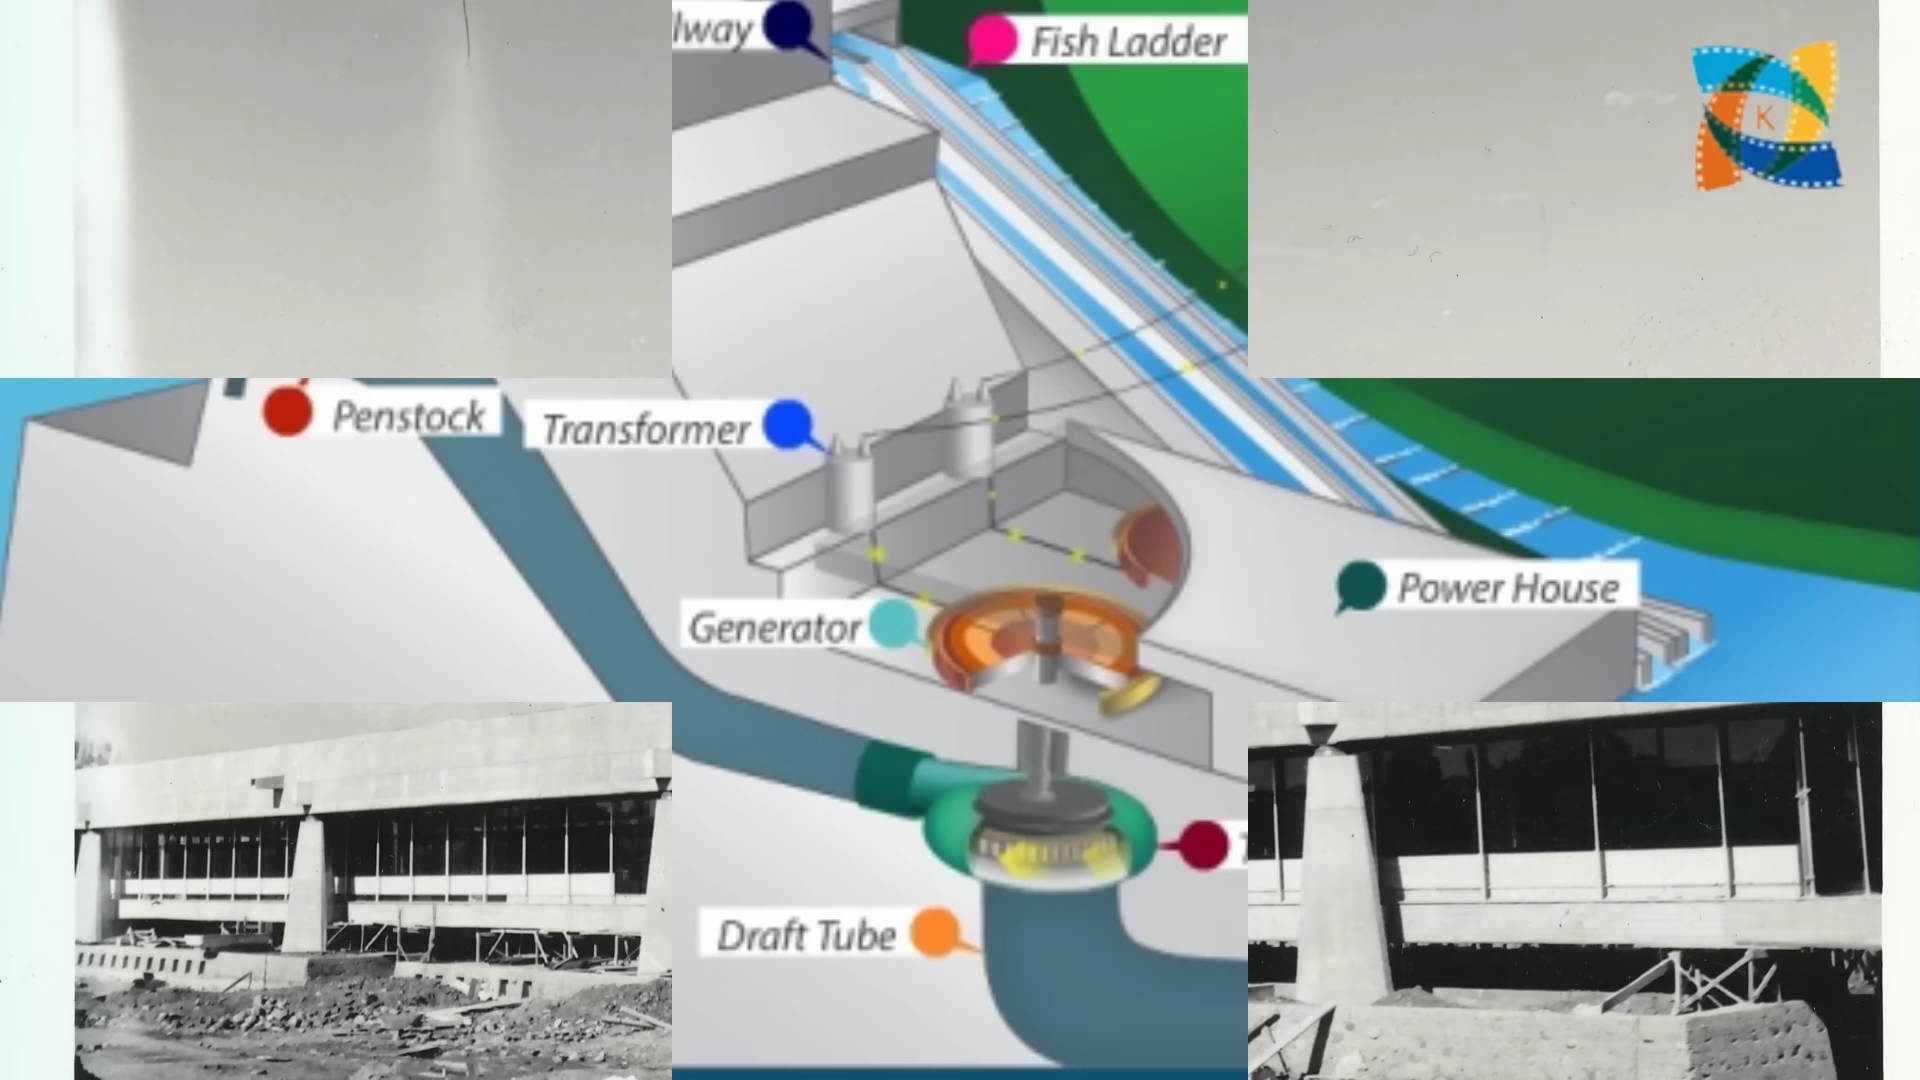 lway
Fish Ladder
K
Penstock
Transformer
Power House
Generator
T
Draft Tube